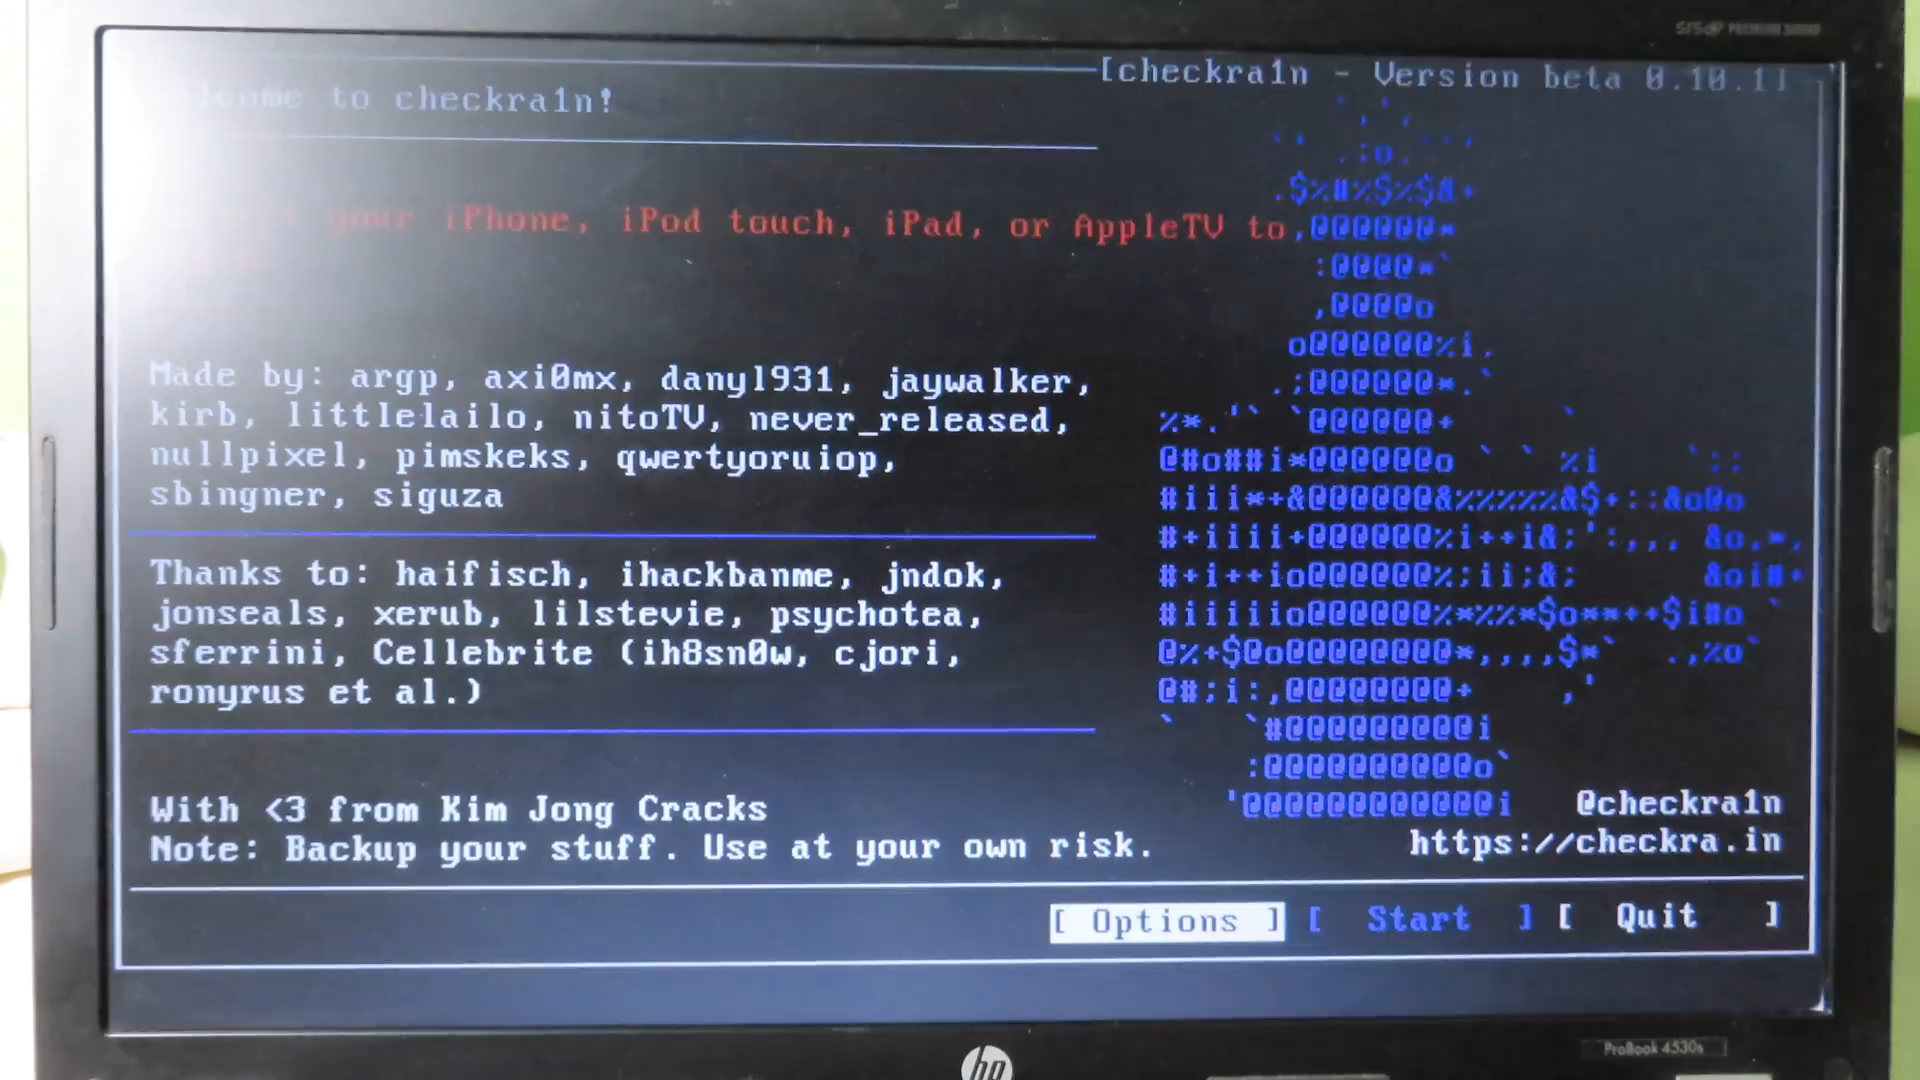 [checkra1n - Version beta 0.10.1]
to checkra1n!
your iPhone, iPod touch, iPad, or AppleTV to
Made by: argp, axi0mx, danyl931, jaywalker,
kirb, littlelailo, nitoTV, never_released,
nullpixel, pimskeks, qwertyoruiop,
sbingner, siguza
Thanks to: haifisch, ihackbanme, jndok,
jonseals, xerub, lilstevie, psychotea,
sferrini, Cellebrite (ih8sn0w, cjori,
ronyrus et al.)
With <3 from Kim Jong Cracks
@checkra1n
Note: Backup your stuff. Use at your own risk.
https://checkra.in
[ Options ] [ Start ] [ Quit ]
hp
ProBook 4530s